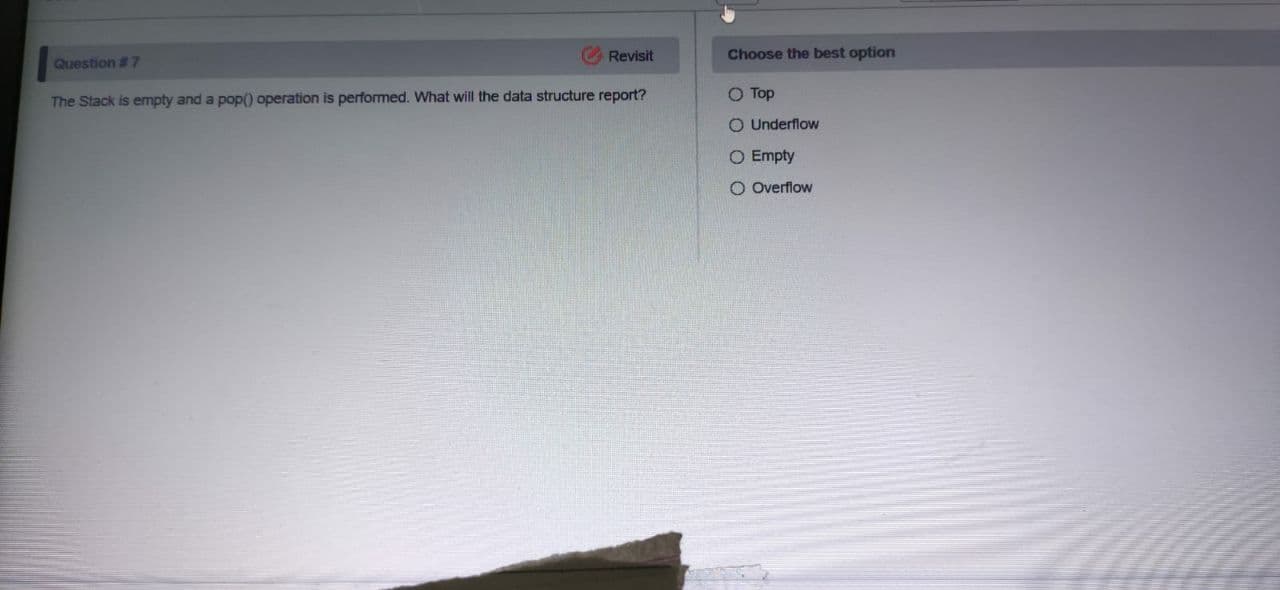 Question # 7
Revisit
The Stack is empty and a pop() operation is performed. What will the data structure report?
Choose the best option
Top
Underflow
Empty
Overflow